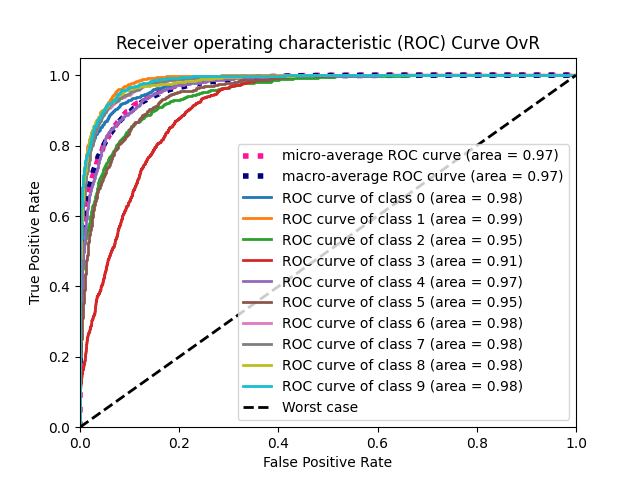 Receiver operating characteristic (ROC) Curve OvR
1.0
0.8
0.6
0.4
0.2
0.0
True Positive Rate
micro-average ROC curve (area = 0.97)
macro-average ROC curve (area = 0.97)
ROC curve of class 0 (area = 0.98)
ROC curve of class 1 (area = 0.99)
ROC curve of class 2 (area = 0.95)
ROC curve of class 3 (area = 0.91)
ROC curve of class 4 (area = 0.97)
ROC curve of class 5 (area = 0.95)
ROC curve of class 6 (area = 0.98)
ROC curve of class 7 (area = 0.98)
ROC curve of class 8 (area = 0.98)
ROC curve of class 9 (area = 0.98)
Worst case
0.0 0.2 0.4 0.6 0.8 1.0
False Positive Rate